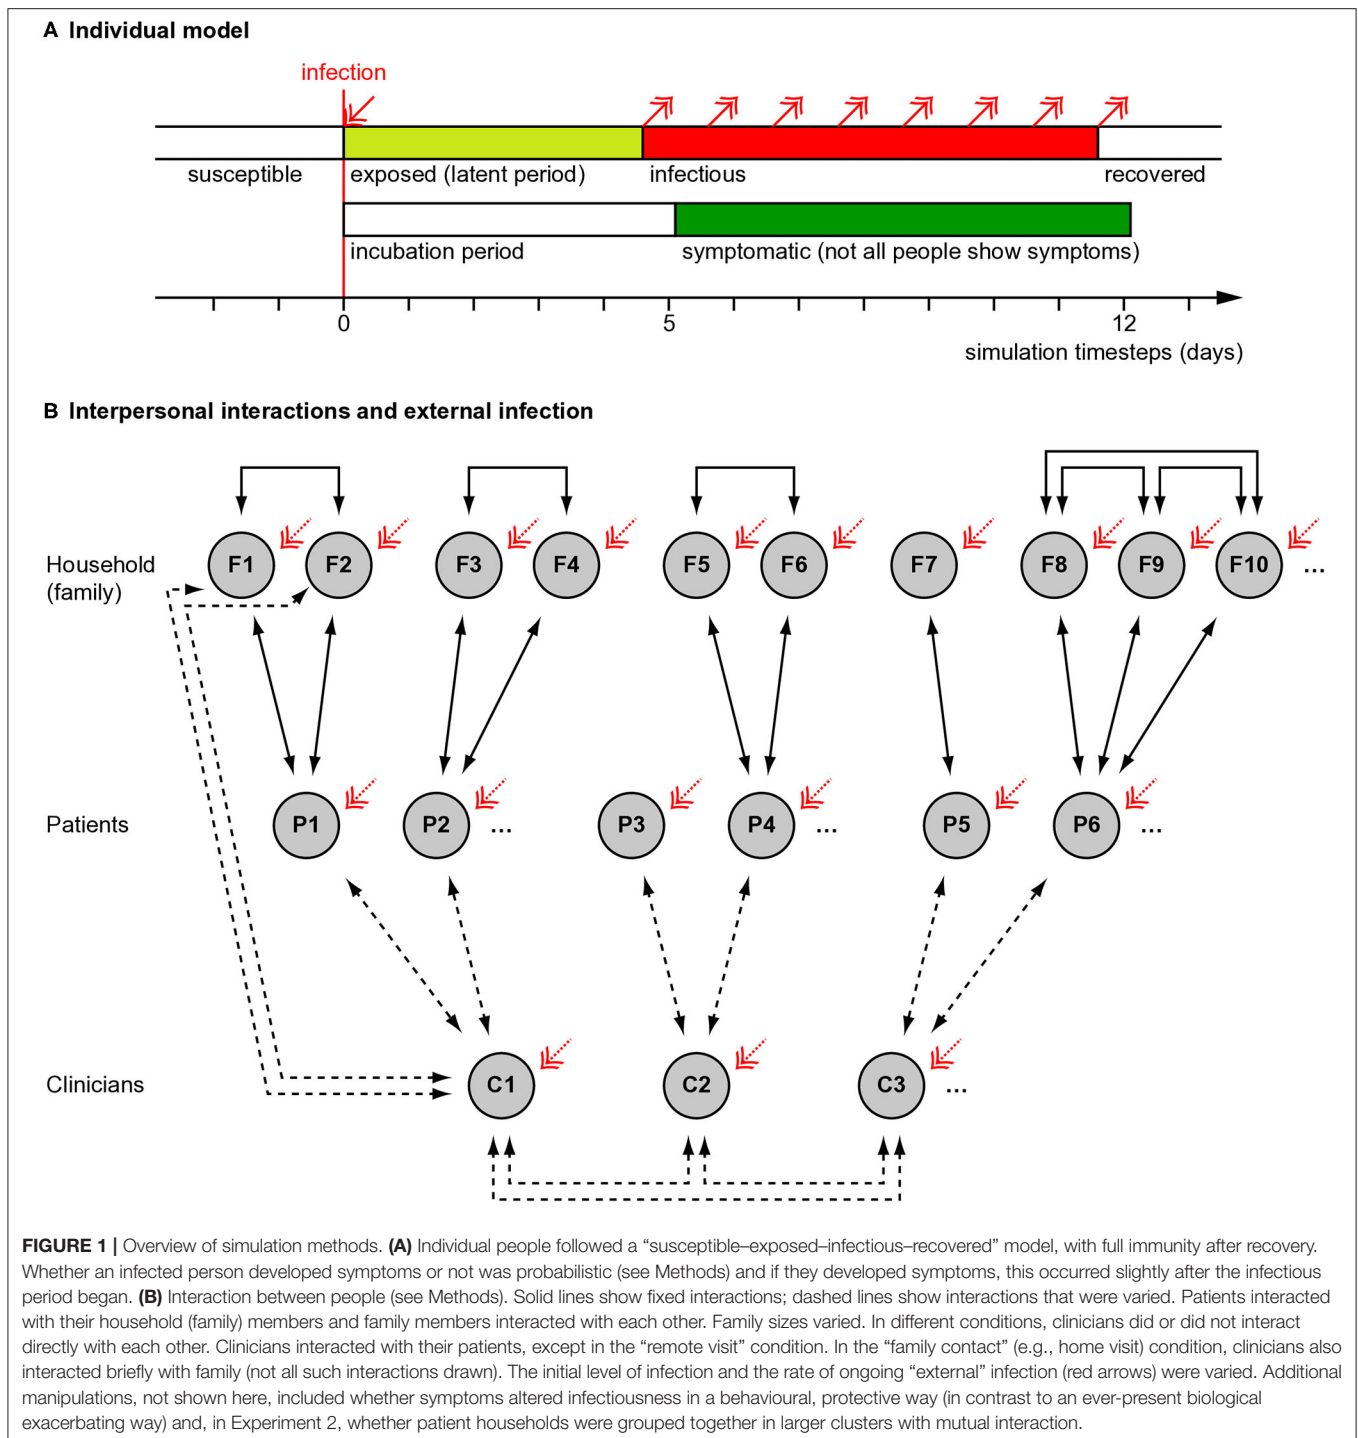 A Individual model
infection
susceptible
exposed (latent period)
infectious
recovered
incubation period
symptomatic (not all people show symptoms)
0
5
12
simulation timesteps (days)
B Interpersonal interactions and external infection
Household
(family)
F1
F2
F3
F4
F5
F6
F7
F8
F9
F10
...
Patients
P1
P2
...
P3
P4
...
P5
P6
...
Clinicians
C1
C2
C3
...
FIGURE 1 | Overview of simulation methods. (A) Individual people followed a “susceptible–exposed–infectious–recovered” model, with full immunity after recovery.
Whether an infected person developed symptoms or not was probabilistic (see Methods) and if they developed symptoms, this occurred slightly after the infectious
period began. (B) Interaction between people (see Methods). Solid lines show fixed interactions; dashed lines show interactions that were varied. Patients interacted
with their household (family) members and family members interacted with each other. Family sizes varied. In different conditions, clinicians did or did not interact
directly with each other. Clinicians interacted with their patients, except in the “remote visit” condition. In the “family contact” (e.g., home visit) condition, clinicians also
interacted briefly with family (not all such interactions drawn). The initial level of infection and the rate of ongoing “external” infection (red arrows) were varied. Additional
manipulations, not shown here, included whether symptoms altered infectiousness in a behavioural, protective way (in contrast to an ever-present biological
exacerbating way) and, in Experiment 2, whether patient households were grouped together in larger clusters with mutual interaction.